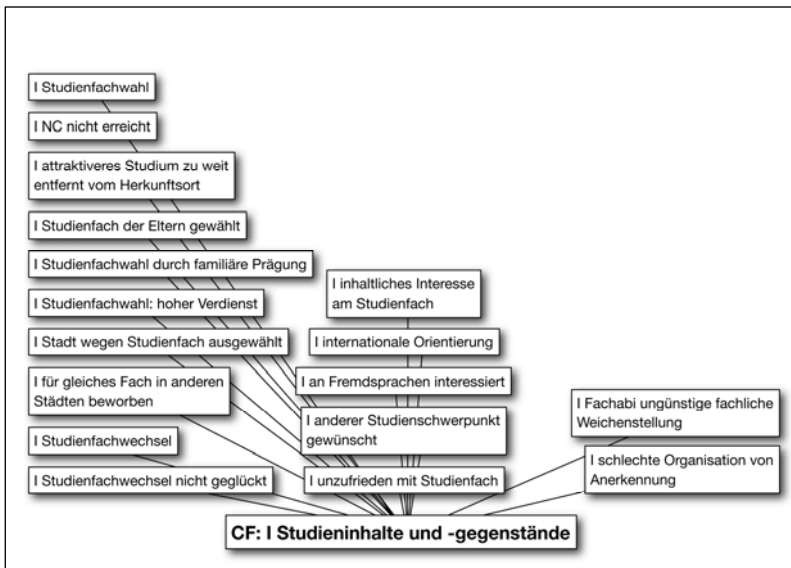 I Studienfachwahl
I NC nicht erreicht
I attraktiveres Studium zu weit
entfernt vom Herkunftsort
I Studienfach der Eltern gewählt
I Studienfachwahl durch familiäre Prägung
I Studienfachwahl: hoher Verdienst
I Stadt wegen Studienfach ausgewählt
I für gleiches Fach in anderen
Städten beworben
I Studienfachwechsel
I Studienfachwechsel nicht geglückt
I inhaltliches Interesse
am Studienfach
I internationale Orientierung
I an Fremdsprachen interessiert
I anderer Studienschwerpunkt
gewünscht
I unzufrieden mit Studienfach
I Fachabi ungünstige fachliche
Weichenstellung
I schlechte Organisation von
Anerkennung
CF: I Studieninhalte und -gegenstände